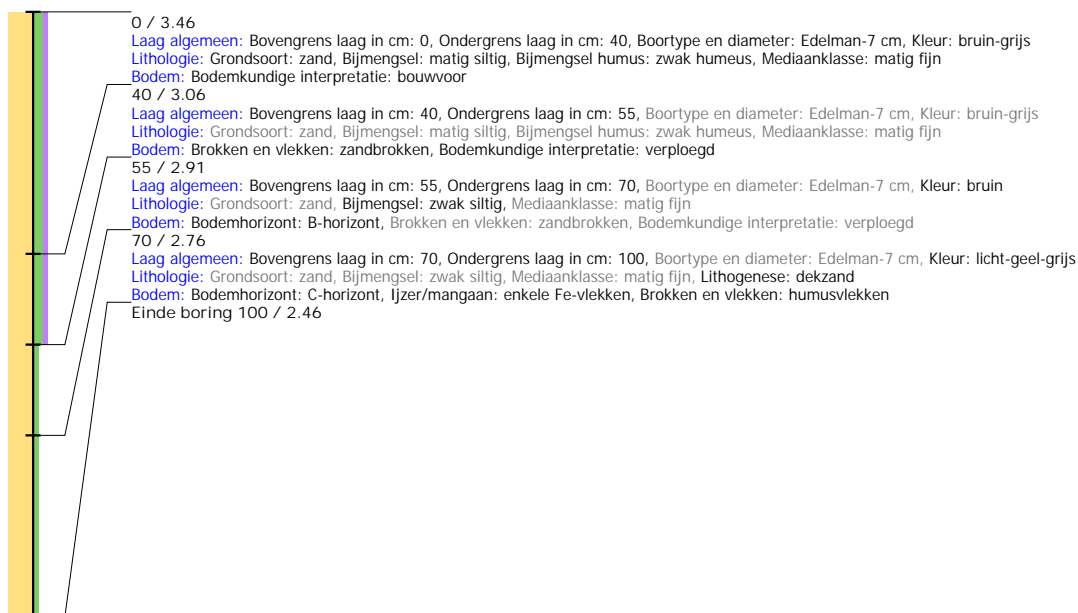 0 / 3.46
Laag algemeen: Bovengrens laag in cm: 0, Ondergrens laag in cm: 40, Boortype en diameter: Edelman-7 cm, Kleur: bruin-grijs
Lithologie: Grondsoort: zand, Bijmengsel: matig siltig, Bijmengsel humus: zwak humeus, Mediaanklasse: matig fijn
Bodem: Bodemkundige interpretatie: bouwvoor
40 / 3.06
Laag algemeen: Bovengrens laag in cm: 40, Ondergrens laag in cm: 55, Boortype en diameter: Edelman-7 cm, Kleur: bruin-grijs
Lithologie: Grondsoort: zand, Bijmengsel: matig siltig, Bijmengsel humus: zwak humeus, Mediaanklasse: matig fijn
Bodem: Brokken en vlekken: zandbrokken, Bodemkundige interpretatie: verploegd
55 / 2.91
Laag algemeen: Bovengrens laag in cm: 55, Ondergrens laag in cm: 70, Boortype en diameter: Edelman-7 cm, Kleur: bruin
Lithologie: Grondsoort: zand, Bijmengsel: zwak siltig, Mediaanklasse: matig fijn
Bodem: Bodemhorizont: B-horizont, Brokken en vlekken: zandbrokken, Bodemkundige interpretatie: verploegd
70 / 2.76
Laag algemeen: Bovengrens laag in cm: 70, Ondergrens laag in cm: 100, Boortype en diameter: Edelman-7 cm, Kleur: licht-geel-grijs
Lithologie: Grondsoort: zand, Bijmengsel: zwak siltig, Mediaanklasse: matig fijn, Lithogenese: dekzand
Bodem: Bodemhorizont: C-horizont, Ijzer/mangaan: enkele Fe-vlekken, Brokken en vlekken: humusvlekken
Einde boring 100 / 2.46